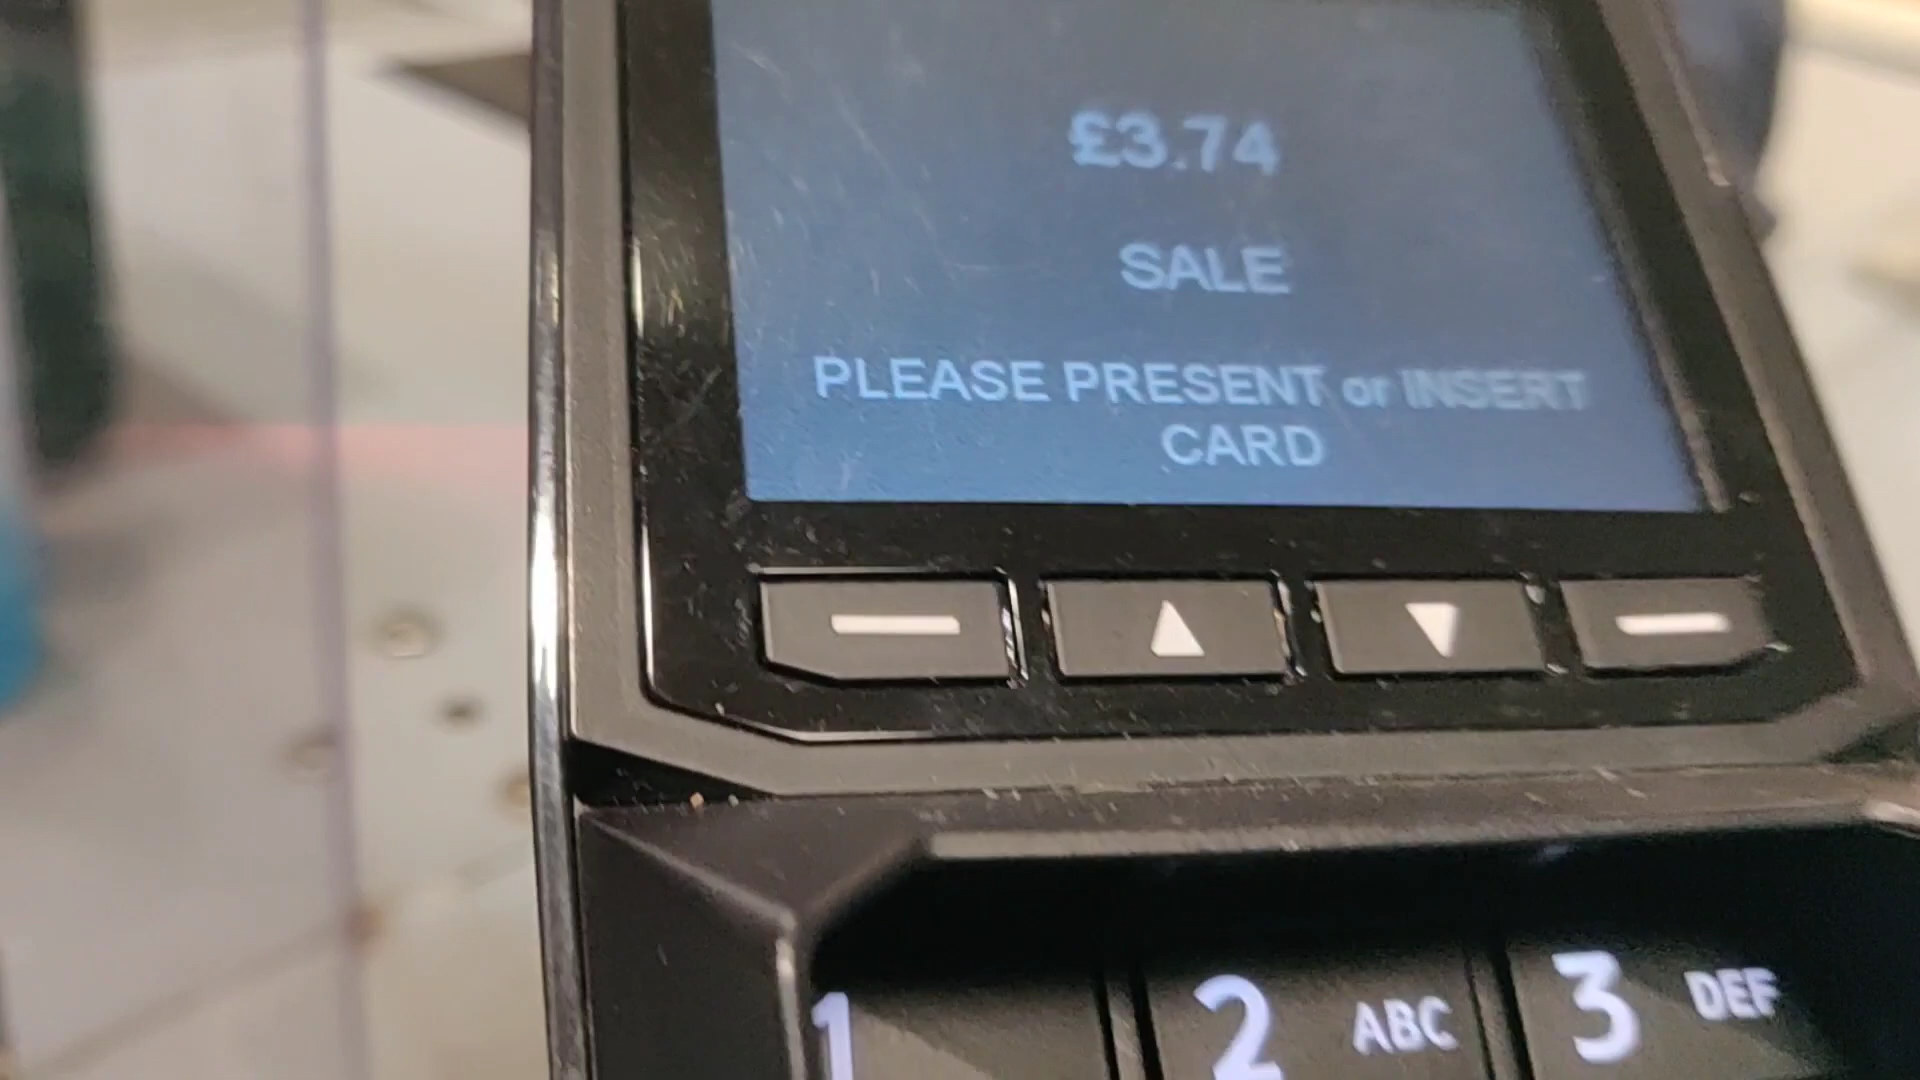 £3.74
SALE
PLEASE PRESENT or INSERT
CARD
1
2 ABC
3 DEF